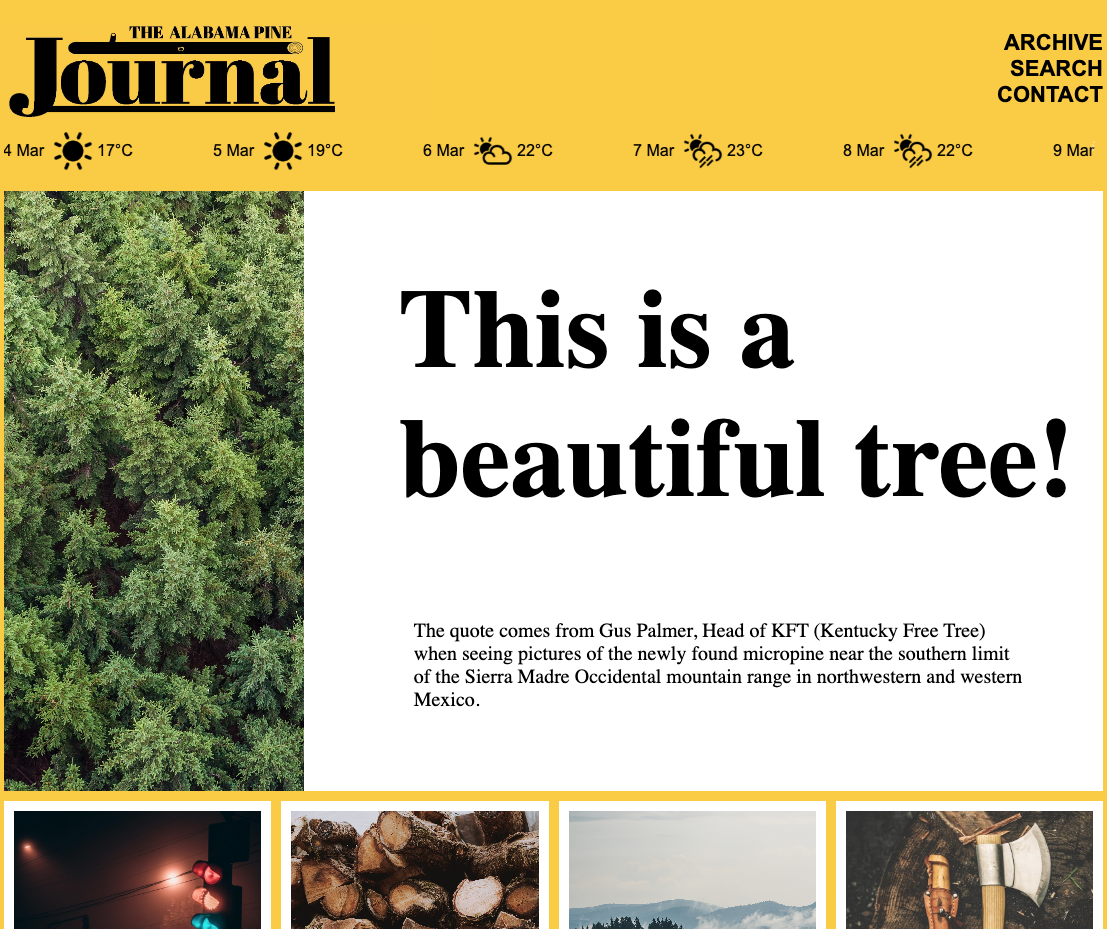 THE ALABAMA PINE
Journal
ARCHIVE
SEARCH
CONTACT
4 Mar 17°C 5 Mar 19°C 6 Mar 22°C 7 Mar 23°C 8 Mar 22°C 9 Mar
This is a
beautiful tree!
The quote comes from Gus Palmer, Head of KFT (Kentucky Free Tree)
when seeing pictures of the newly found micropine near the southern limit
of the Sierra Madre Occidental mountain range in northwestern and western
Mexico.